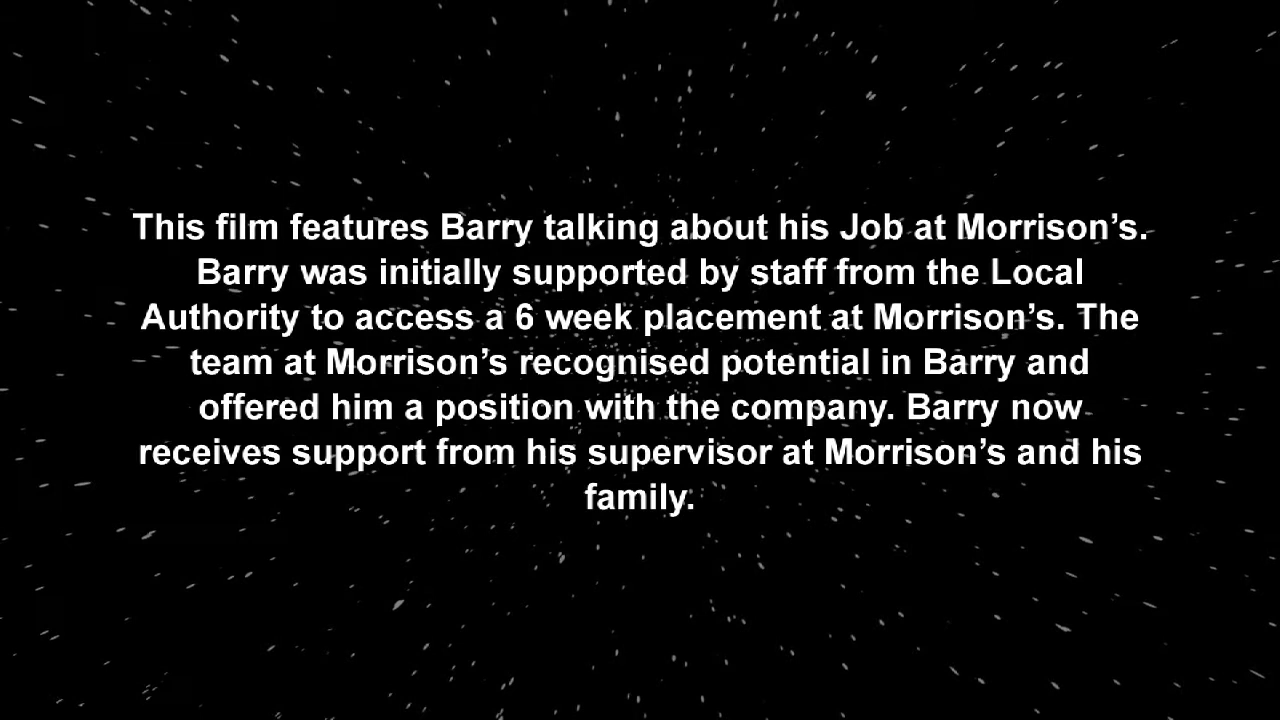 This film features Barry talking about his Job at Morrison’s.
Barry was initially supported by staff from the Local
Authority to access a 6 week placement at Morrison’s. The
team at Morrison’s recognised potential in Barry and
offered him a position with the company. Barry now
receives support from his supervisor at Morrison’s and his
family.